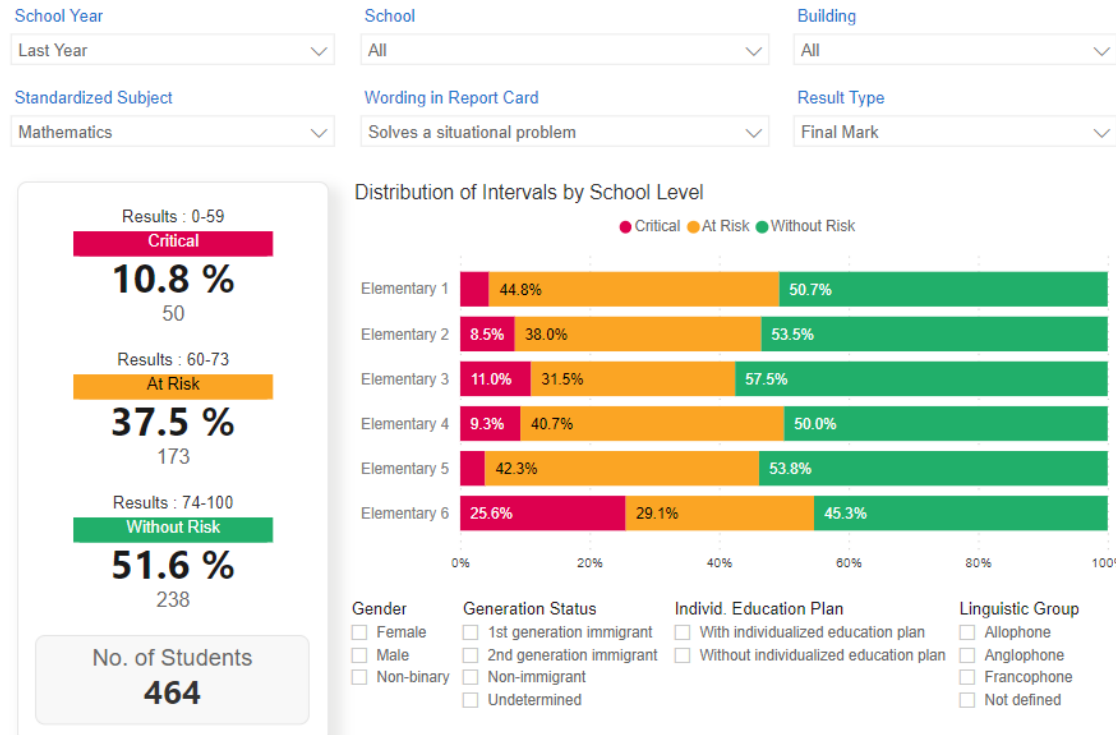 School Year
School
Building
Last Year
All
All
Standardized Subject
Wording in Report Card
Result Type
Mathematics
Solves a situational problem
Final Mark
Results : 0-59
Critical
10.8 %
50
Results : 60-73
At Risk
37.5 %
173
Results : 74-100
Without Risk
51.6 %
238
No. of Students
464
Distribution of Intervals by School Level
Critical At Risk Without Risk
Elementary 1 44.8% 50.7%
Elementary 2 8.5% 38.0% 53.5%
Elementary 3 11.0% 31.5% 57.5%
Elementary 4 9.3% 40.7% 50.0%
Elementary 5 42.3% 53.8%
Elementary 6 25.6% 29.1% 45.3%
0% 20% 40% 60% 80% 100%
Gender
Female
Male
Non-binary
Generation Status
1st generation immigrant
2nd generation immigrant
Non-immigrant
Undetermined
Individ. Education Plan
With individualized education plan
Without individualized education plan
Linguistic Group
Allophone
Anglophone
Francophone
Not defined